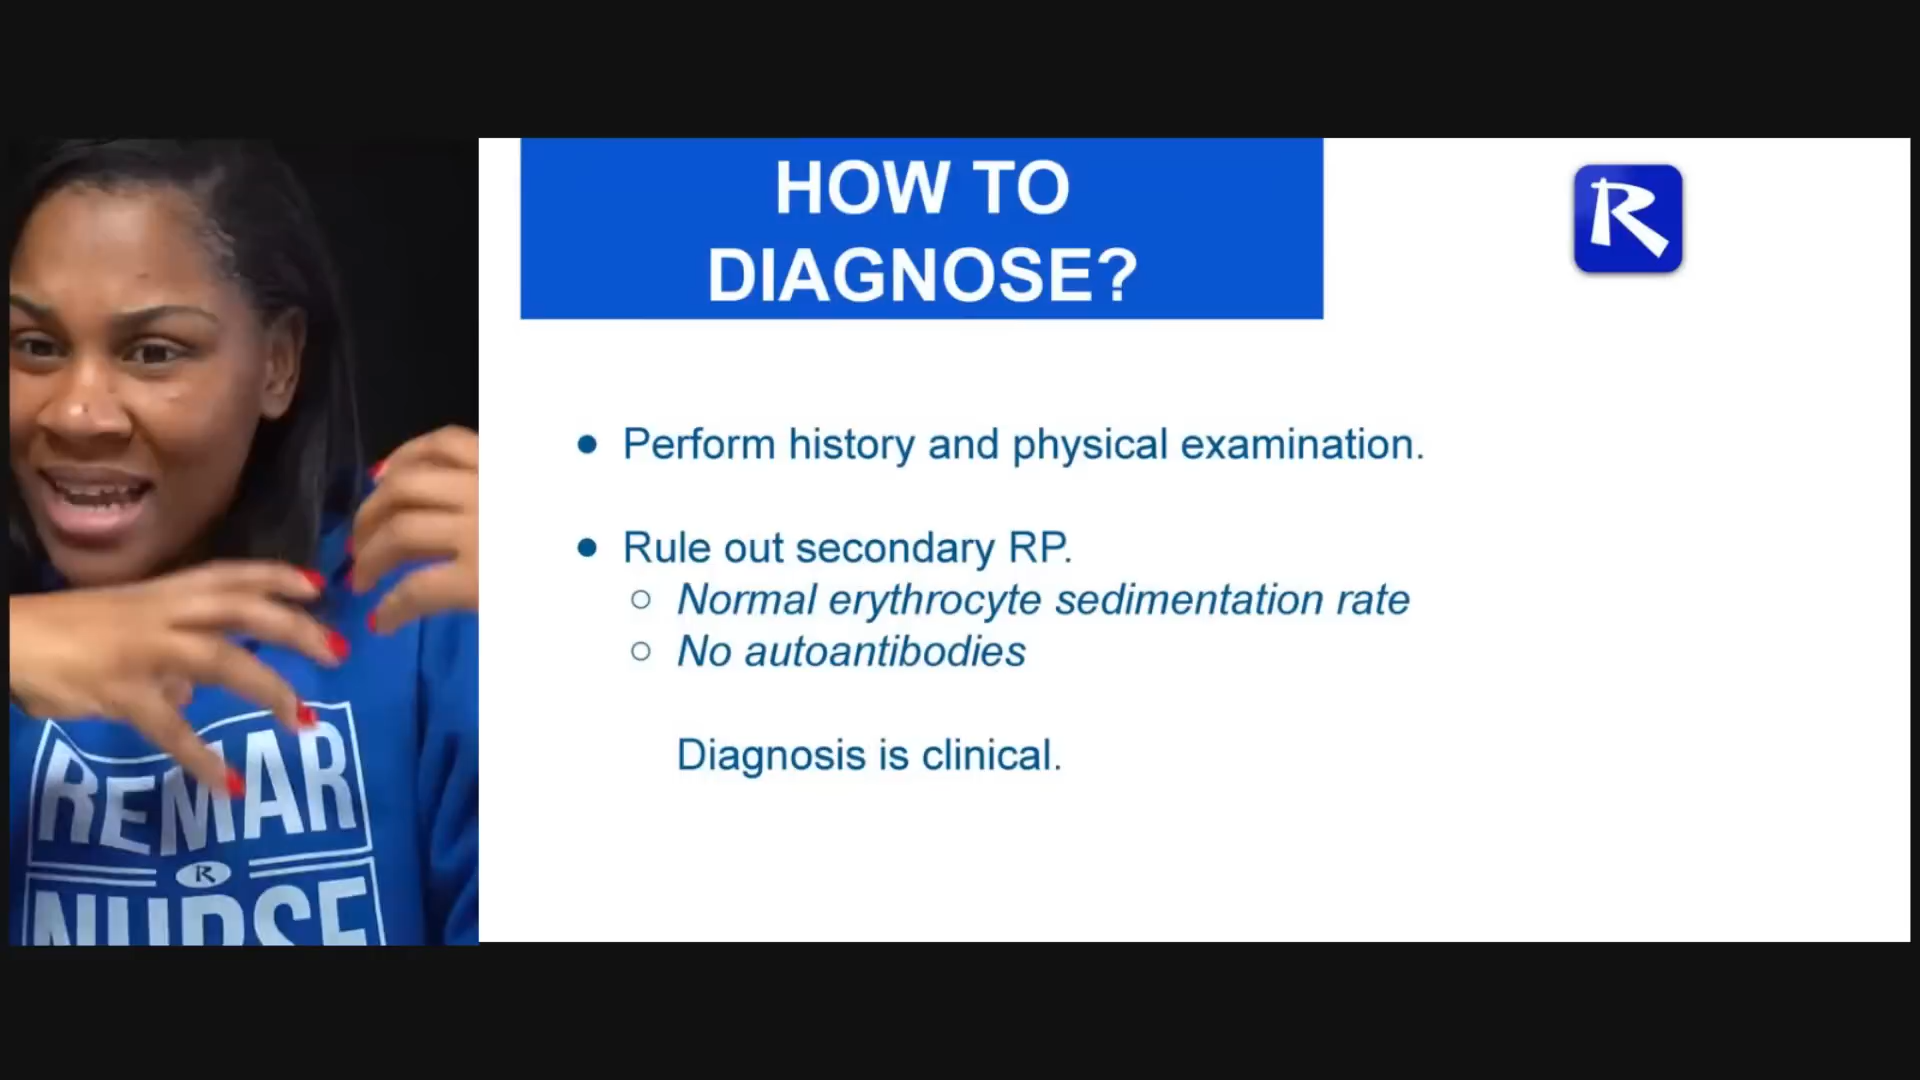 HOW TO
DIAGNOSE?
R
● Perform history and physical examination.
● Rule out secondary RP.
○ Normal erythrocyte sedimentation rate
○ No autoantibodies
Diagnosis is clinical.
REMAR
R
NURSE